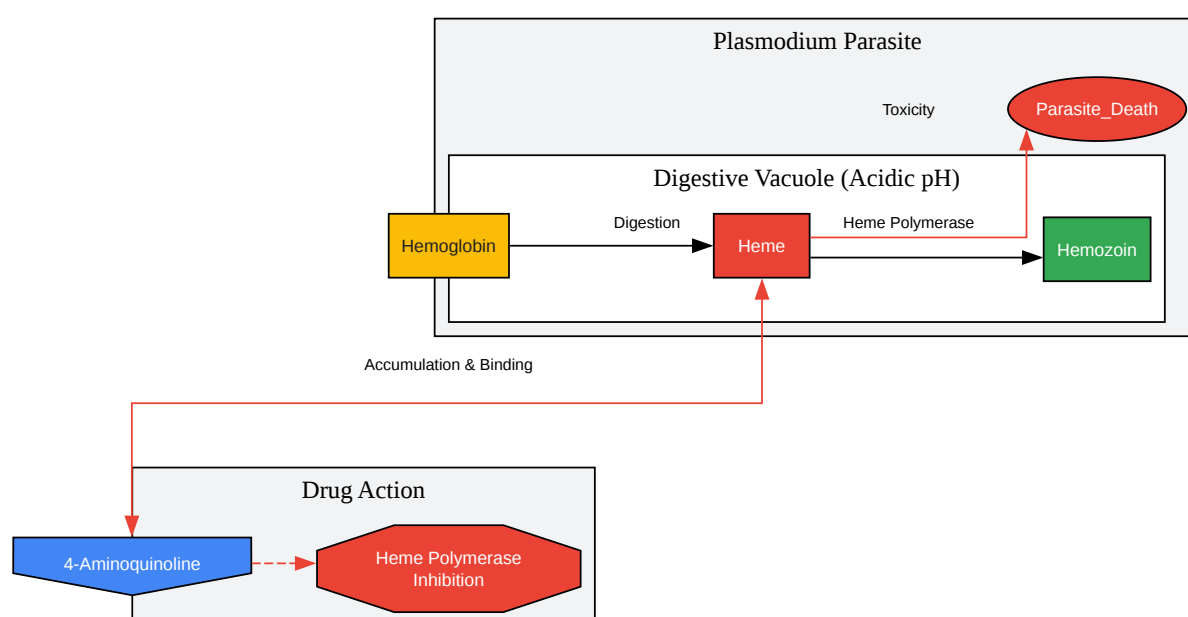 Plasmodium Parasite
Toxicity
Parasite_Death
Digestive Vacuole (Acidic pH)
Hemoglobin
Digestion
Heme
Heme Polymerase
Hemozoin
Accumulation & Binding
Drug Action
4-Aminoquinoline
Heme Polymerase
Inhibition